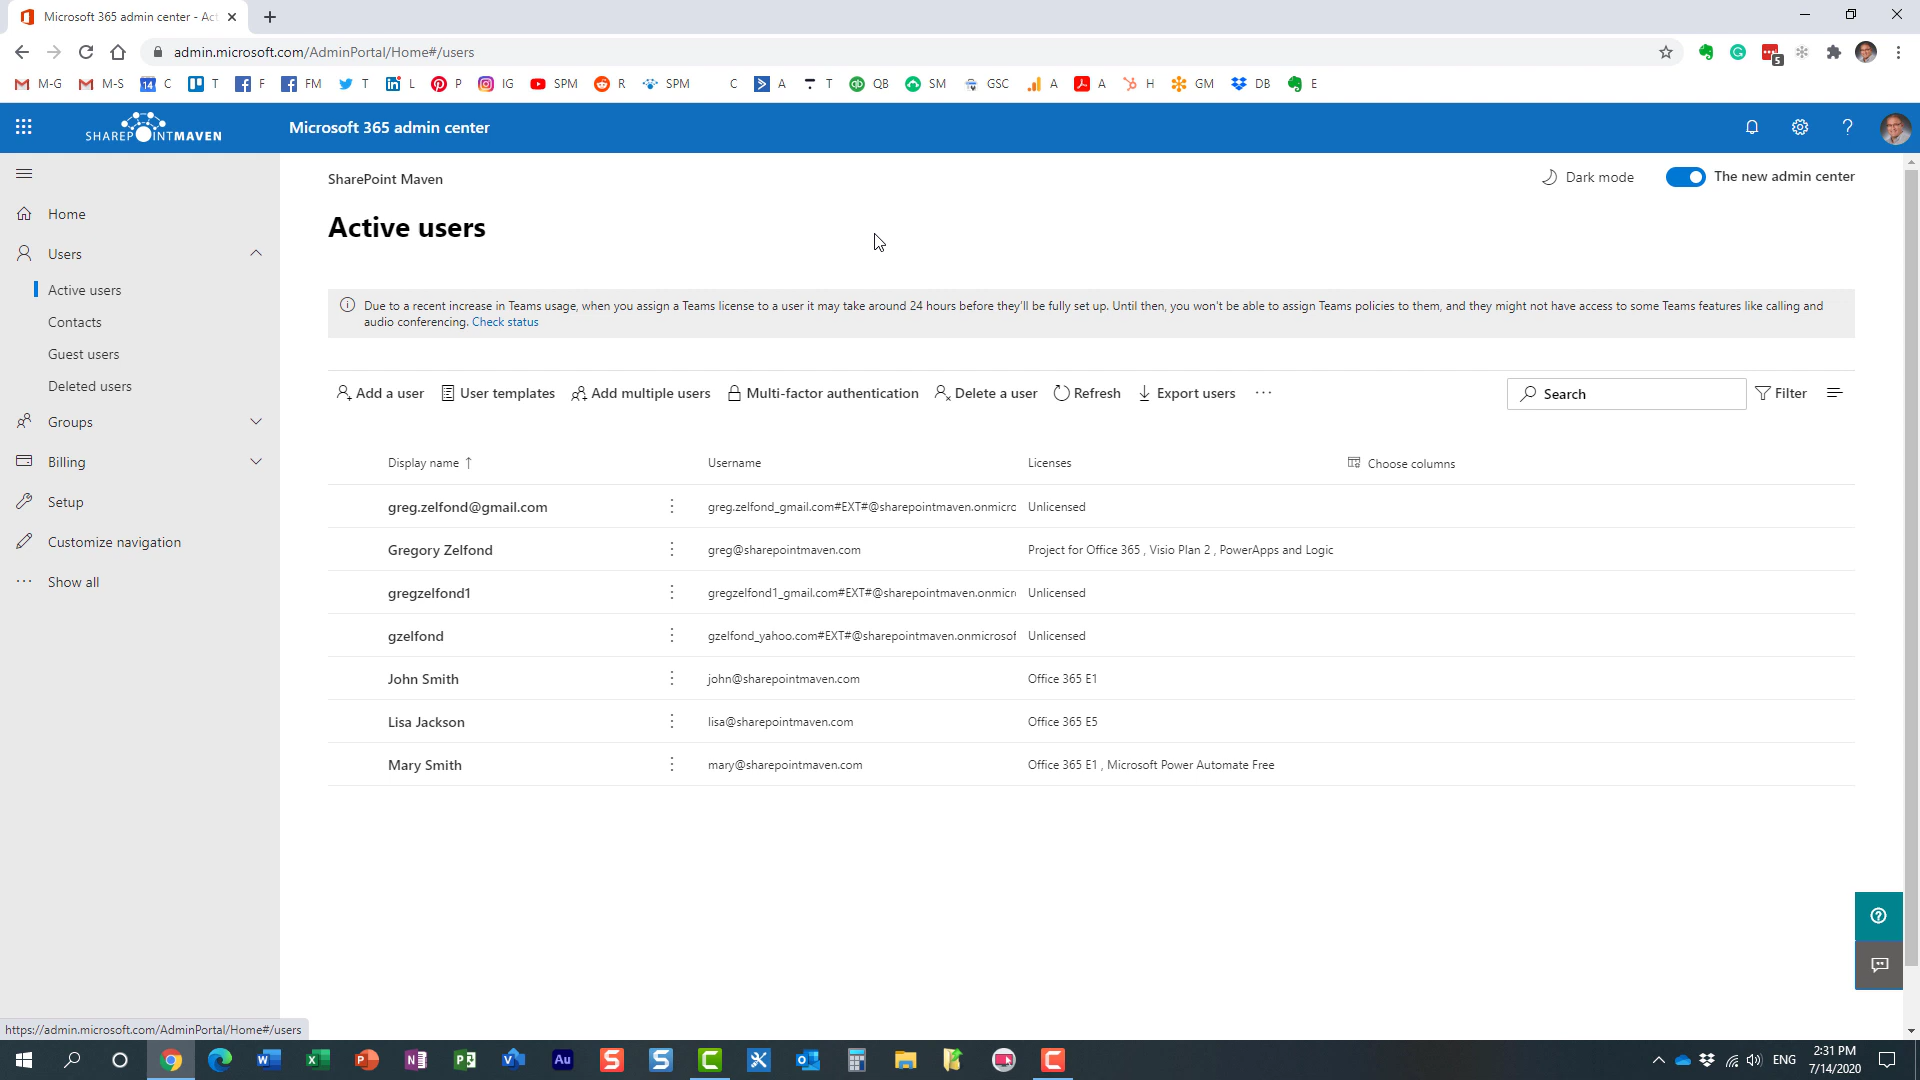 Microsoft 365 admin center - Act
admin.microsoft.com/AdminPortal/Home#/users
5
M-G M-S 14 C T F FM T L P IG SPM R SPM C A T QB SM GSC A A H GM DB E
SHAREPOINTMAVEN
Microsoft 365 admin center
SharePoint Maven
Dark mode
The new admin center
Home
Users
Active users
Contacts
Guest users
Deleted users
Groups
Billing
Setup
Customize navigation
Show all
Active users
Due to a recent increase in Teams usage, when you assign a Teams license to a user it may take around 24 hours before they'll be fully set up. Until then, you won't be able to assign Teams policies to them, and they might not have access to some Teams features like calling and
audio conferencing. Check status
Add a user User templates Add multiple users Multi-factor authentication Delete a user Refresh Export users ... Search Filter
Display name ↑ Username Licenses Choose columns
greg.zelfond@gmail.com greg.zelfond_gmail.com#EXT#@sharepointmaven.onmicrc Unlicensed
Gregory Zelfond greg@sharepointmaven.com Project for Office 365 , Visio Plan 2 , PowerApps and Logic
gregzelfond1 gregzelfond1_gmail.com#EXT#@sharepointmaven.onmicr Unlicensed
gzelfond gzelfond_yahoo.com#EXT#@sharepointmaven.onmicrosof Unlicensed
John Smith john@sharepointmaven.com Office 365 E1
Lisa Jackson lisa@sharepointmaven.com Office 365 E5
Mary Smith mary@sharepointmaven.com Office 365 E1 , Microsoft Power Automate Free
https://admin.microsoft.com/AdminPortal/Home#/users
Au
ENG
2:31 PM
7/14/2020